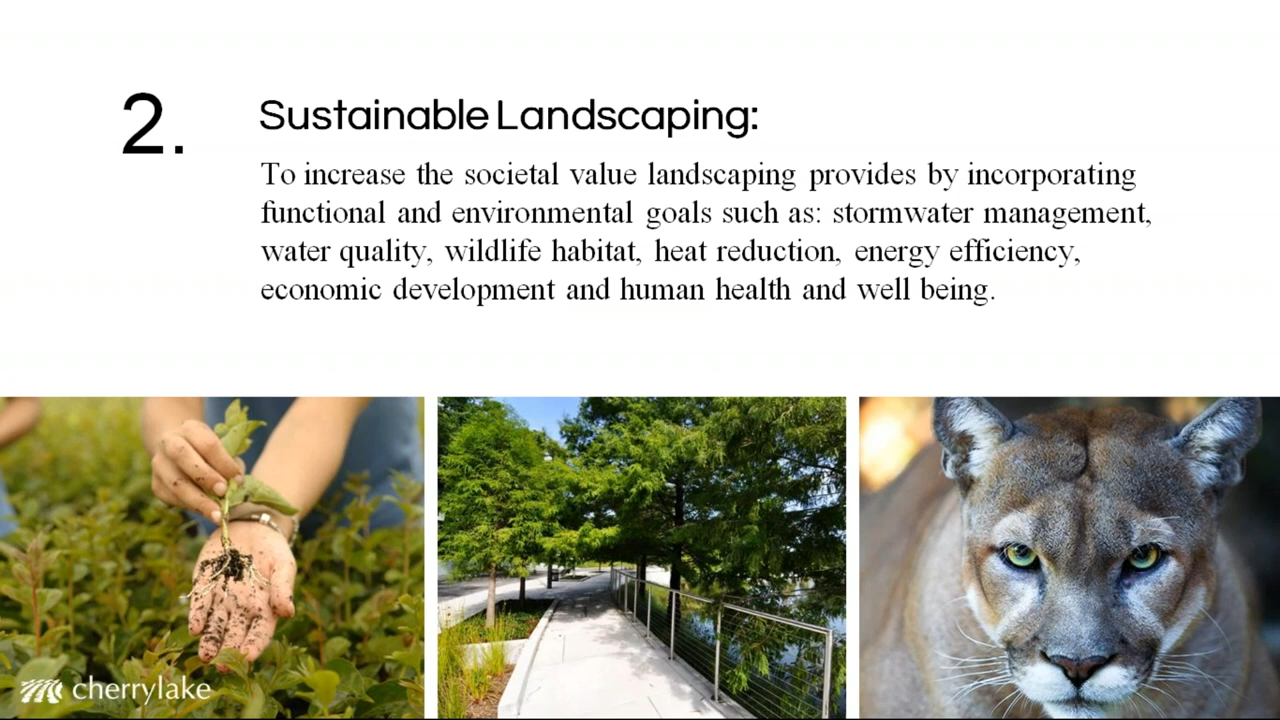 2.
Sustainable Landscaping:
To increase the societal value landscaping provides by incorporating
functional and environmental goals such as: stormwater management,
water quality, wildlife habitat, heat reduction, energy efficiency,
economic development and human health and well being.
cherrylake